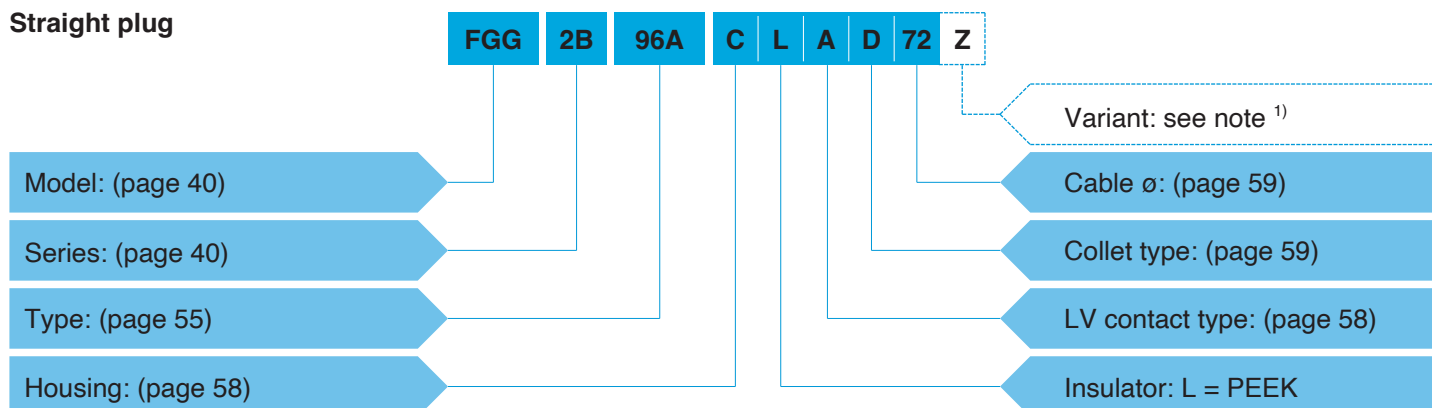 Straight plug
FGG 2B 96A C L A D 72 Z
Variant: see note 1)
Model: (page 40)
Cable ø: (page 59)
Series: (page 40)
Collet type: (page 59)
Type: (page 55)
LV contact type: (page 58)
Housing: (page 58)
Insulator: L = PEEK